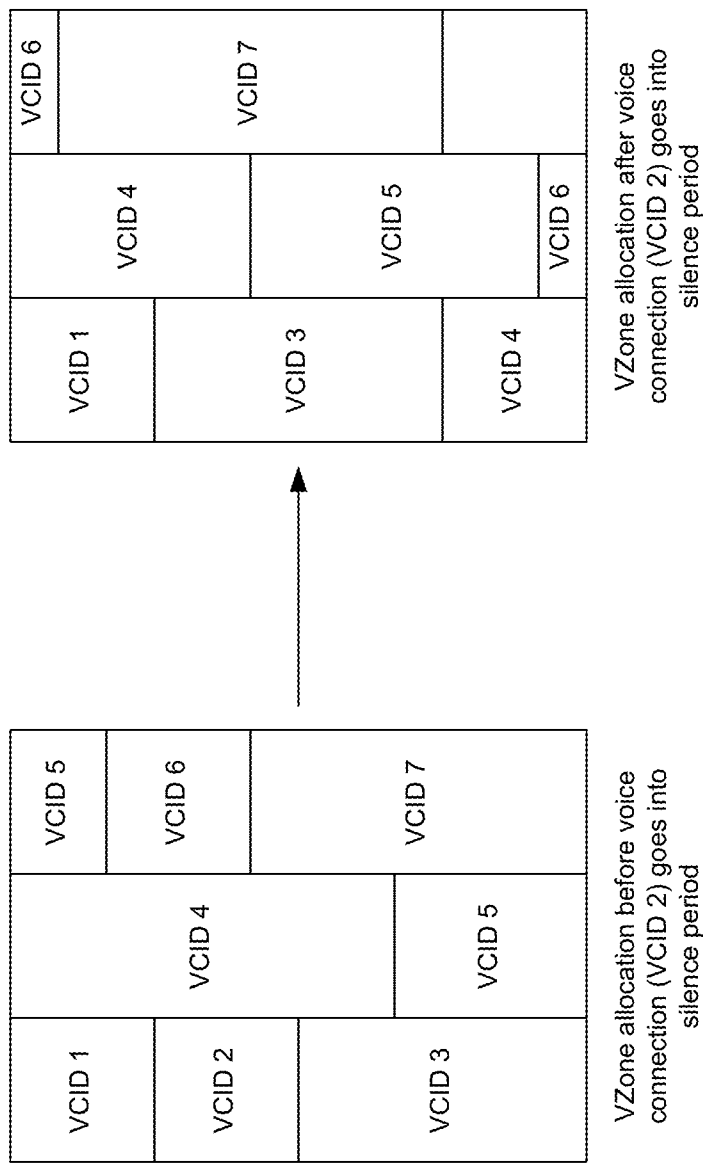 VCID 1
VCID 2
VCID 3
VCID 4
VCID 5
VCID 5
VCID 6
VCID 7
VZone allocation before voice
connection (VCID 2) goes into
silence period
VCID 1
VCID 3
VCID 4
VCID 4
VCID 5
VCID 6
VCID 6
VCID 7
VZone allocation after voice
connection (VCID 2) goes into
silence period